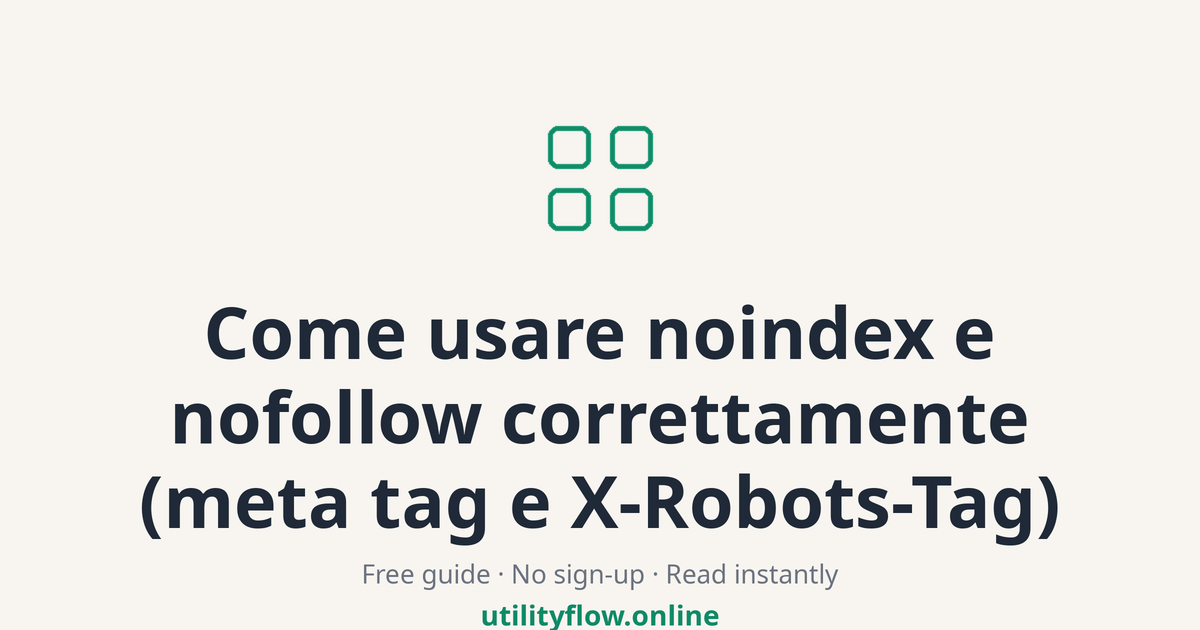 Come usare noindex e
nofollow correttamente
(meta tag e X-Robots-Tag)
Free guide · No sign-up · Read instantly
utilityflow.online